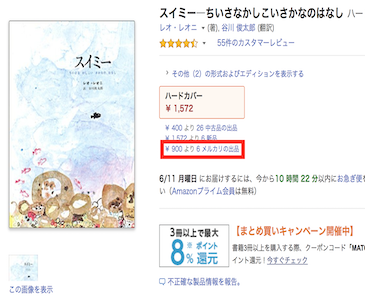 スイミー―ちいさなかしこいさかなのはなし ハー
レオ・レオニ (著), 谷川 俊太郎 (翻訳)
55件のカスタマーレビュー
スイミー
その他 (2) の形式およびエディションを表示する
ハードカバー
¥ 1,572
¥ 400 より 26 中古品の出品
¥ 1,572 より 6 新品
¥ 900 より 6 メルカリの出品
6/11 月曜日 にお届けするには、今から10 時間 22 分以内にお急ぎ便
い（Amazonプライム会員は無料）
3冊以上で最大
8% ポイント
還元
【まとめ買いキャンペーン開催中】
書籍3冊以上を購入する際、クーポンコード「MAT
イント還元！今すぐチェック
この画像を表示
不正確な製品情報を報告。